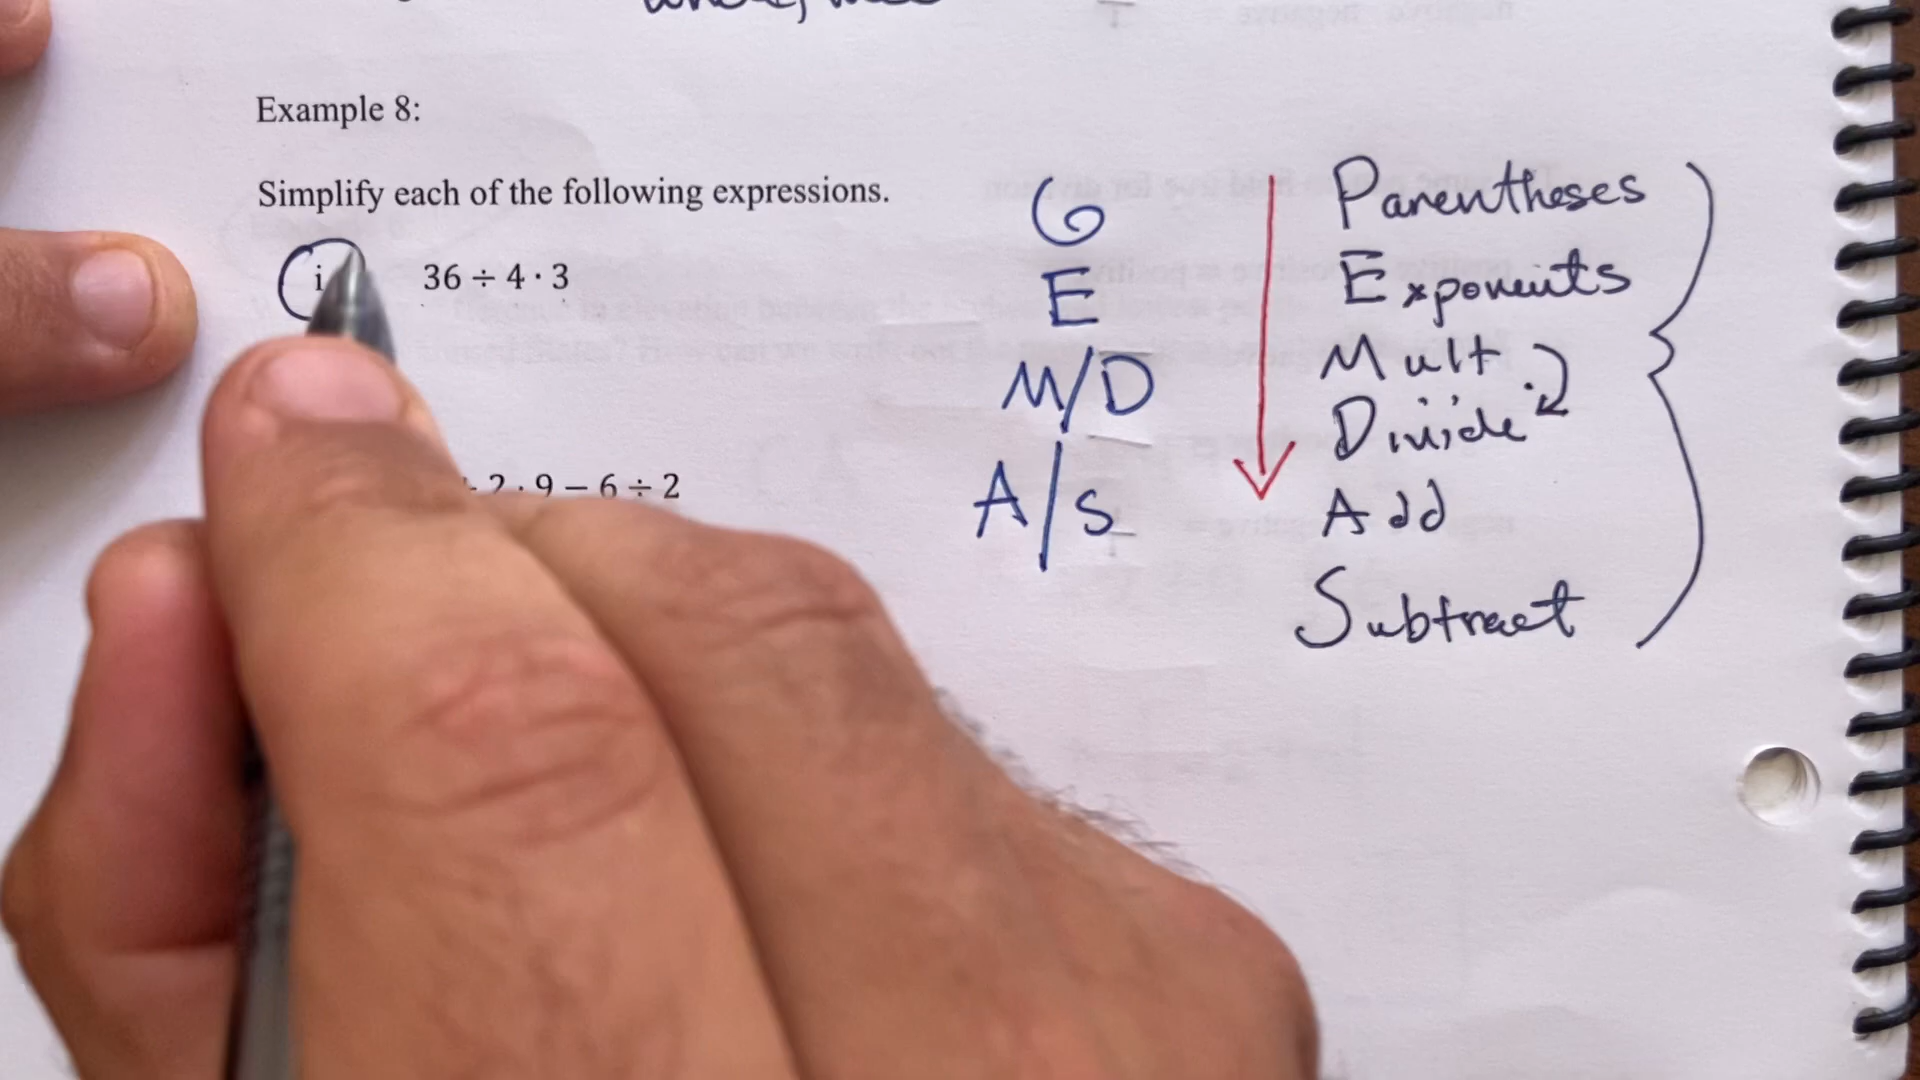 Example 8:
Simplify each of the following expressions.
i 36 ÷ 4 · 3
2 · 9 − 6 ÷ 2
G
E
M/D
A/S
Parentheses
Exponents
Mult
Divide
Add
Subtract